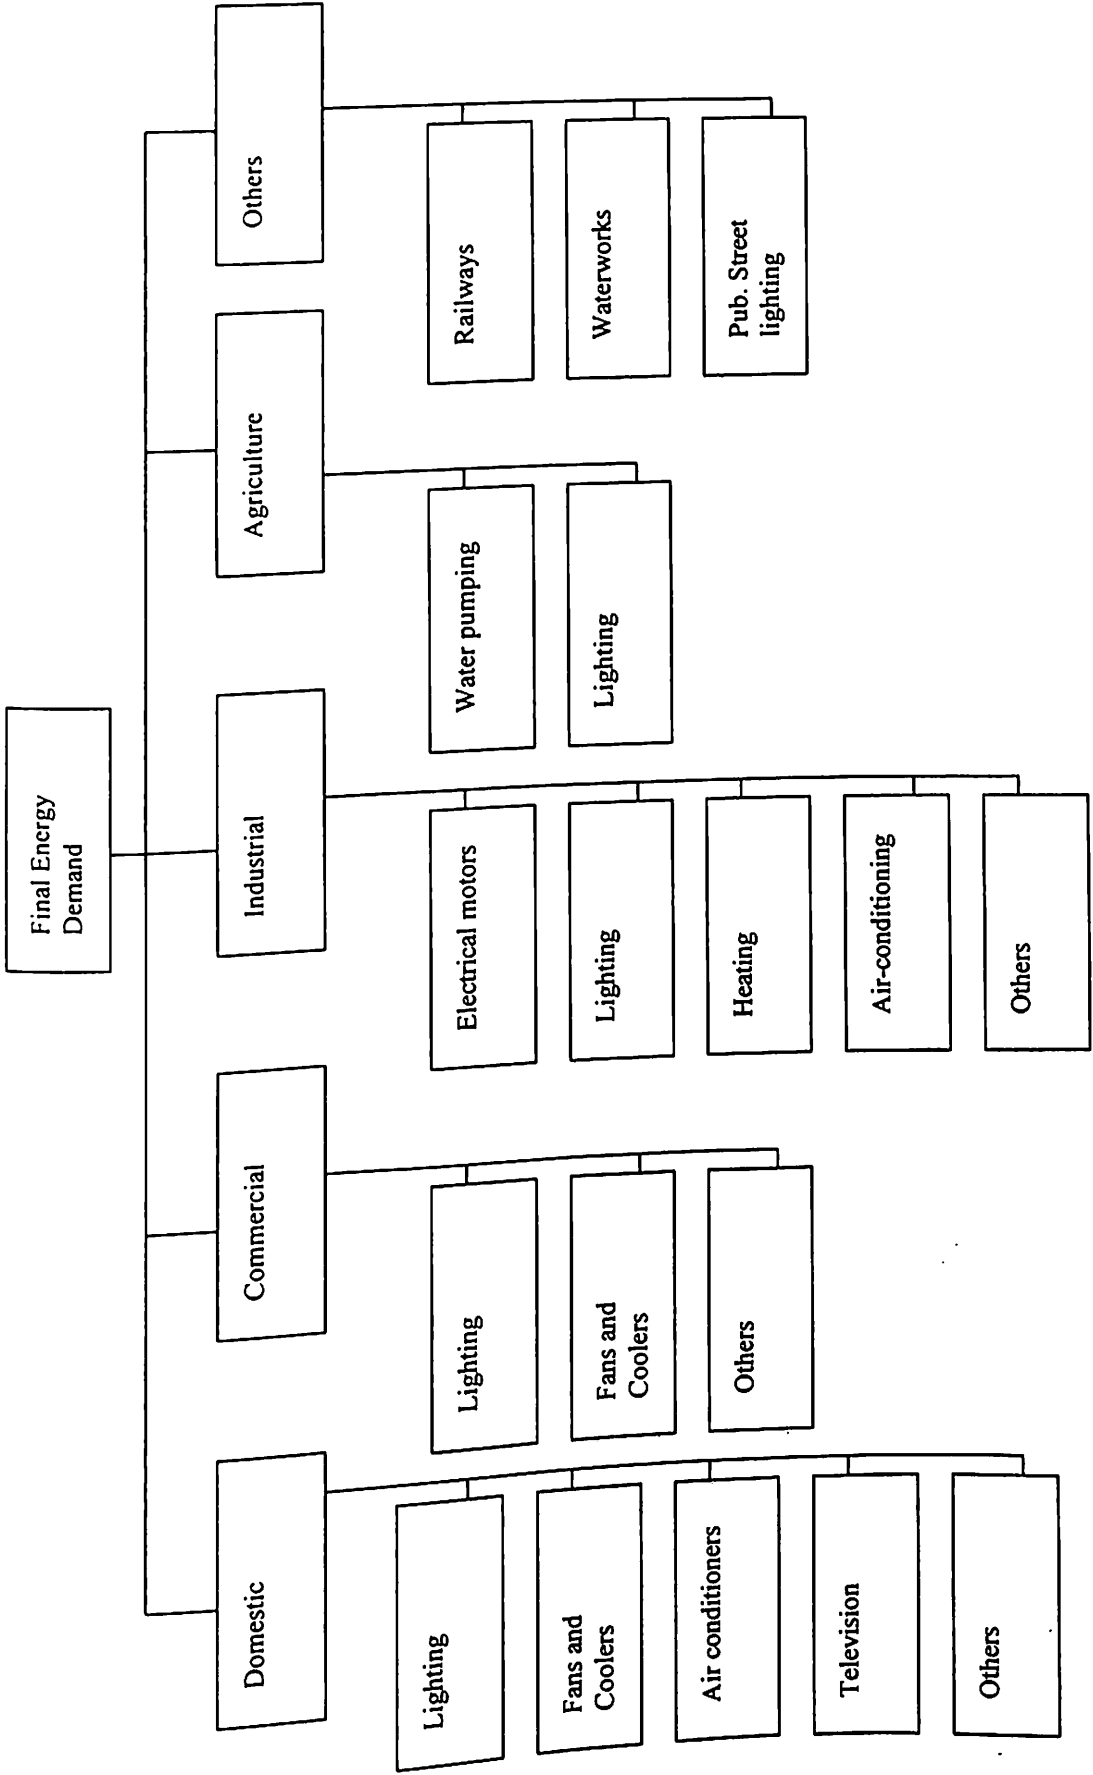 Final Energy
Demand
Domestic
Commercial
Industrial
Agriculture
Others
Lighting
Fans and
Coolers
Air conditioners
Television
Others
Lighting
Fans and
Coolers
Others
Electrical motors
Lighting
Heating
Air-conditioning
Others
Water pumping
Lighting
Railways
Waterworks
Pub. Street
lighting